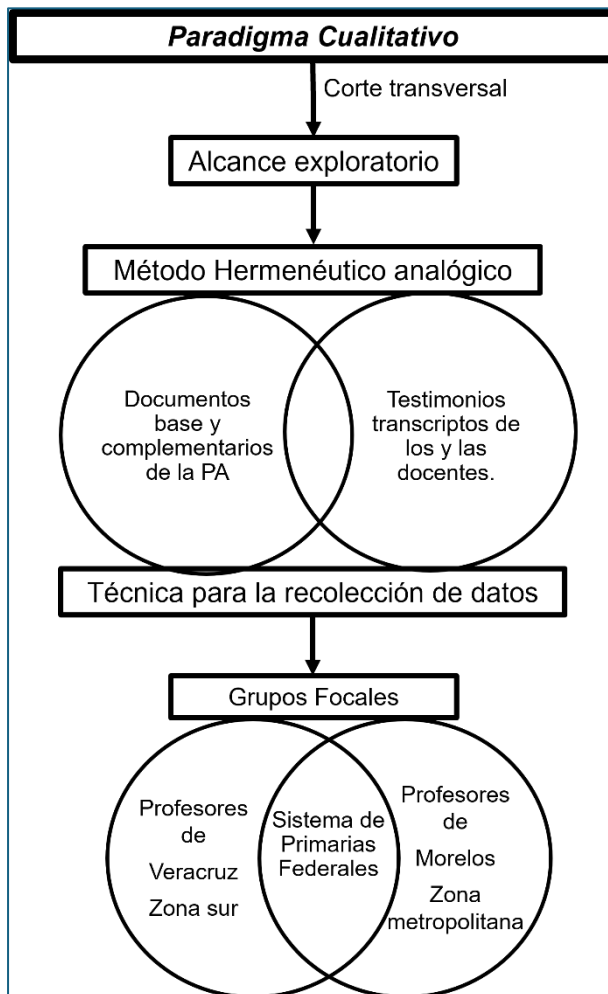 Paradigma Cualitativo
Corte transversal
Alcance exploratorio
Método Hermenéutico analógico
Documentos
base y
complementarios
de la PA
Testimonios
transcriptos de
los y las
docentes.
Técnica para la recolección de datos
Grupos Focales
Profesores
de
Veracruz
Zona sur
Sistema de
Primarias
Federales
Profesores
de
Morelos
Zona
metropolitana